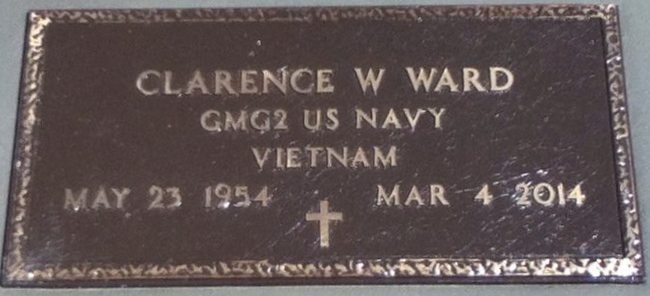 CLARENCE W WARD
GMG2 US NAVY
VIETNAM
MAY 23 1954 MAR 4 2014